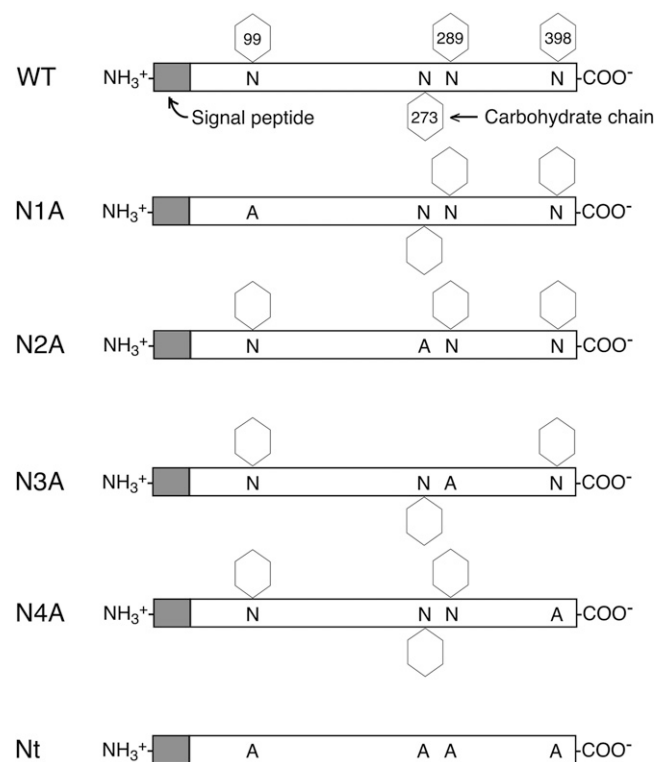 99 289 398
WT NH₃⁺ N N N N COO⁻
Signal peptide 273 Carbohydrate chain
N1A NH₃⁺ A N N N COO⁻
N2A NH₃⁺ N A N N COO⁻
N3A NH₃⁺ N N A N COO⁻
N4A NH₃⁺ N N N A COO⁻
Nt NH₃⁺ A A A A COO⁻